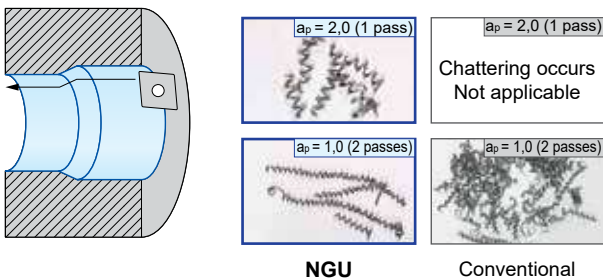 aₚ = 2,0 (1 pass)
aₚ = 2,0 (1 pass)
Chattering occurs
Not applicable
aₚ = 1,0 (2 passes)
aₚ = 1,0 (2 passes)
NGU
Conventional